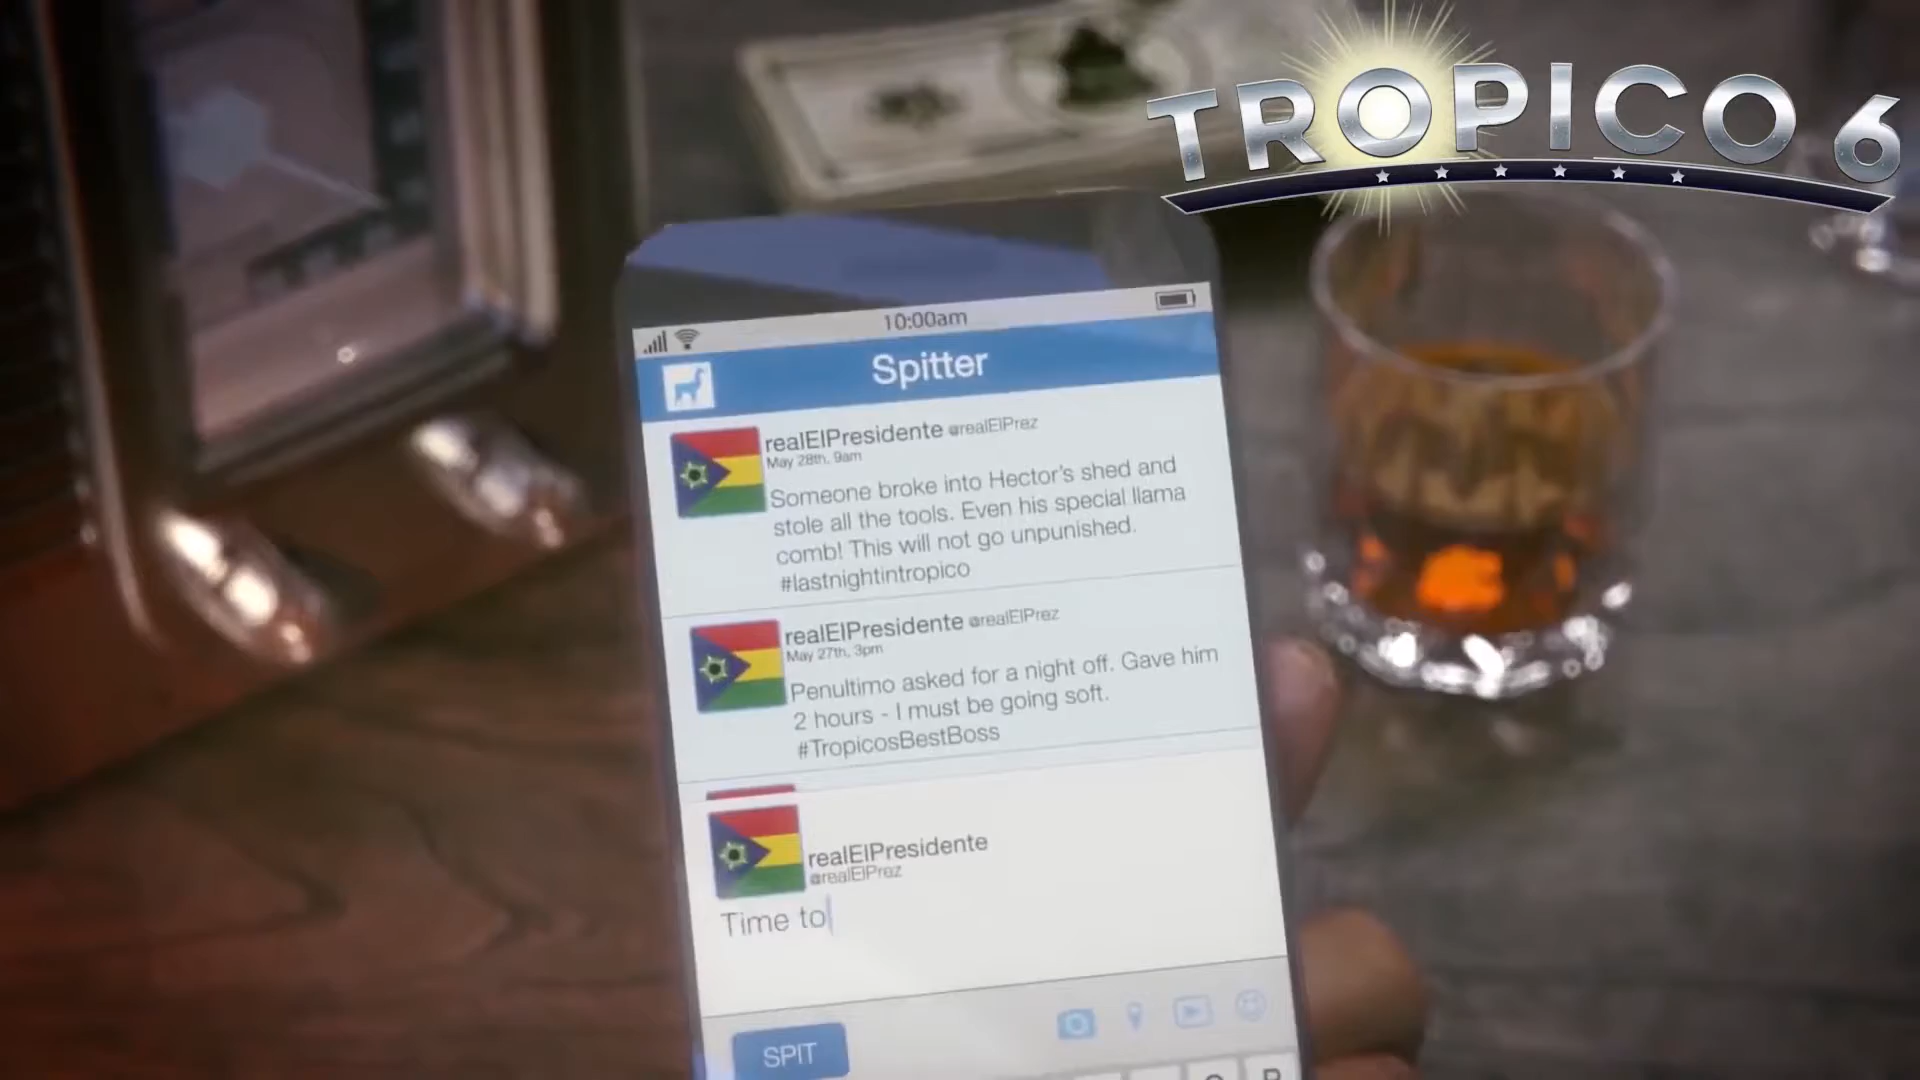 TROPICO 6
10:00am
Spitter
realElPresidente @realElPrez
May 28th, 9am
Someone broke into Hector's shed and
stole all the tools. Even his special llama
comb! This will not go unpunished.
#lastnightintropico
realElPresidente @realElPrez
May 27th, 3pm
Penultimo asked for a night off. Gave him
2 hours - I must be going soft.
#TropicosBestBoss
realElPresidente
@realElPrez
Time to
SPIT